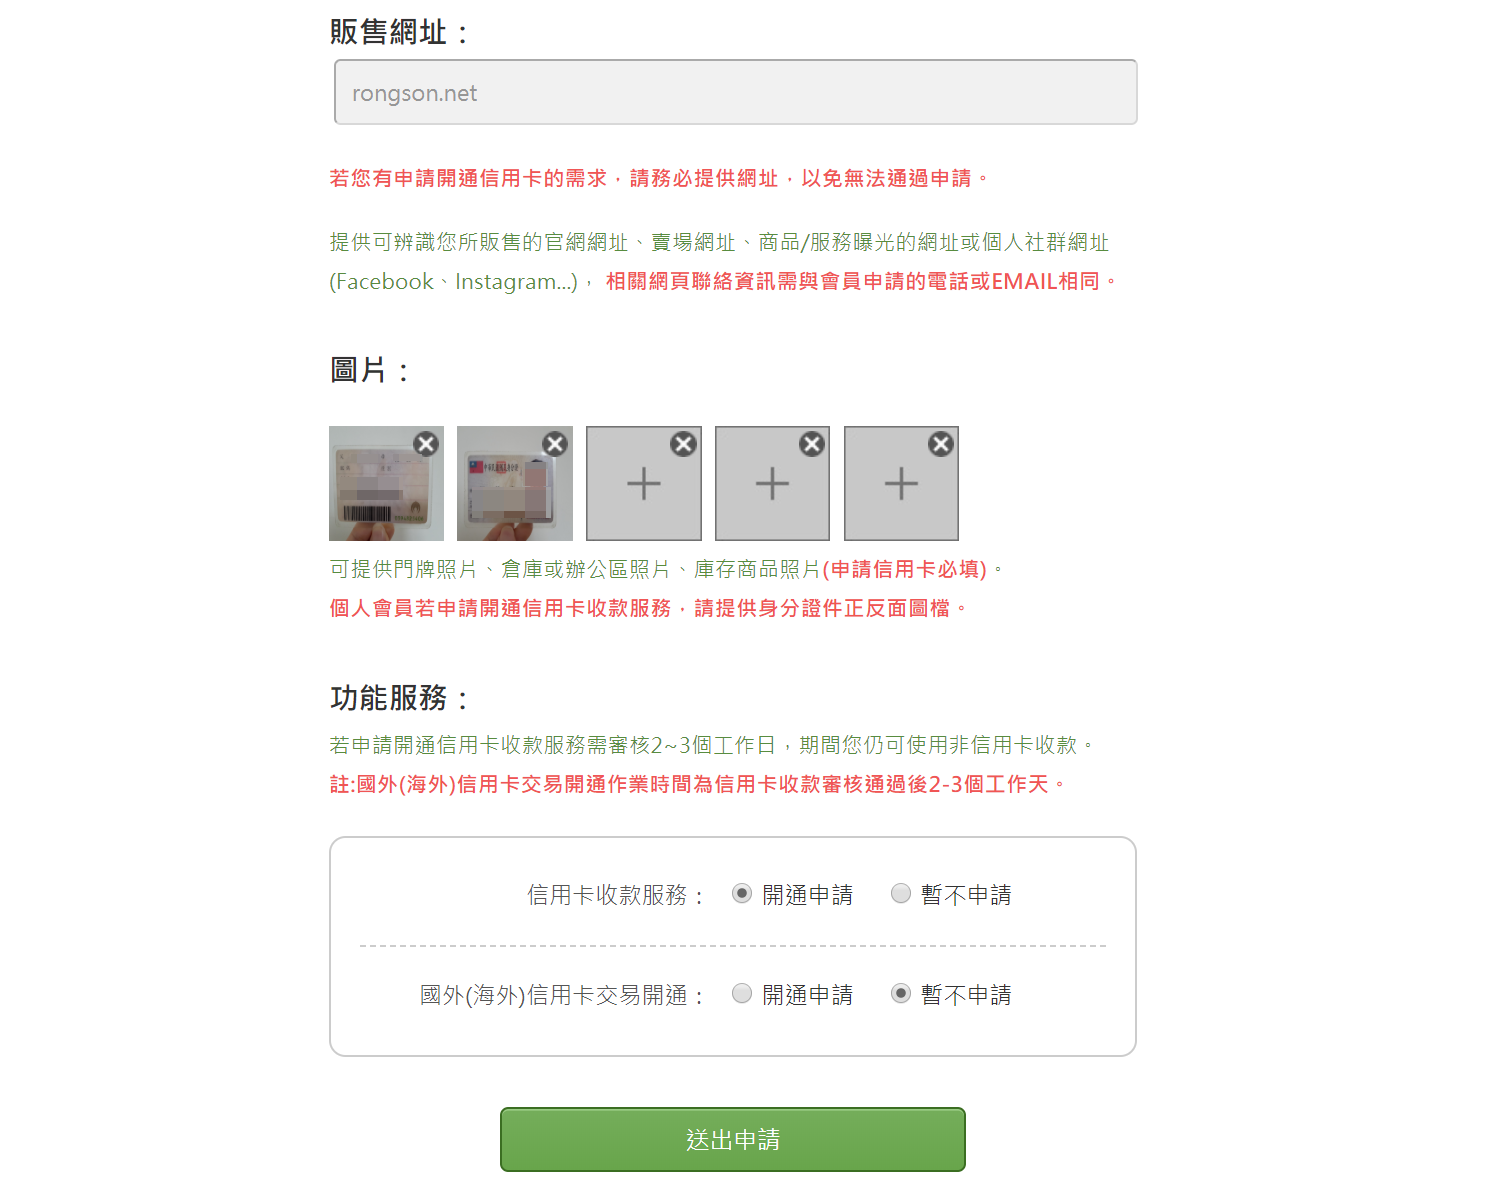 販售網址：
rongson.net
若您有申請開通信用卡的需求，請務必提供網址，以免無法通過申請。
提供可辨識您所販售的官網網址、賣場網址、商品/服務曝光的網址或個人社群網址
(Facebook、Instagram...)， 相關網頁聯絡資訊需與會員申請的電話或EMAIL相同。
圖片：
可提供門牌照片、倉庫或辦公區照片、庫存商品照片(申請信用卡必填)。
個人會員若申請開通信用卡收款服務，請提供身分證件正反面圖檔。
功能服務：
若申請開通信用卡收款服務需審核2~3個工作日，期間您仍可使用非信用卡收款。
註:國外(海外)信用卡交易開通作業時間為信用卡收款審核通過後2-3個工作天。
信用卡收款服務： 開通申請 暫不申請
國外(海外)信用卡交易開通： 開通申請 暫不申請
送出申請